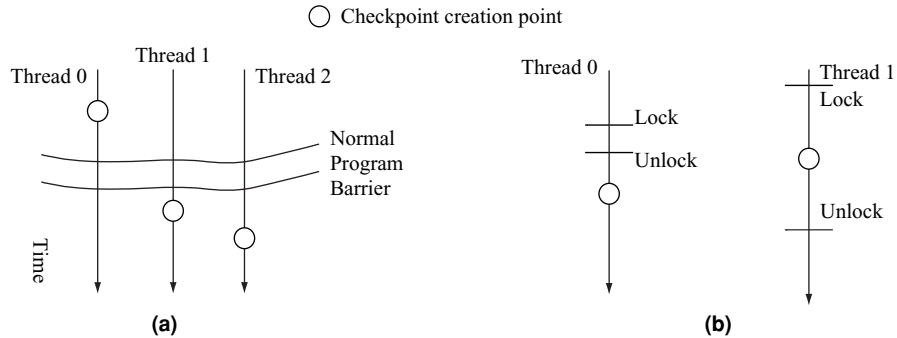 Checkpoint creation point
Thread 0
Thread 1
Thread 2
Normal
Program
Barrier
Time
(a)
Thread 0
Lock
Unlock
Thread 1
Lock
Unlock
(b)